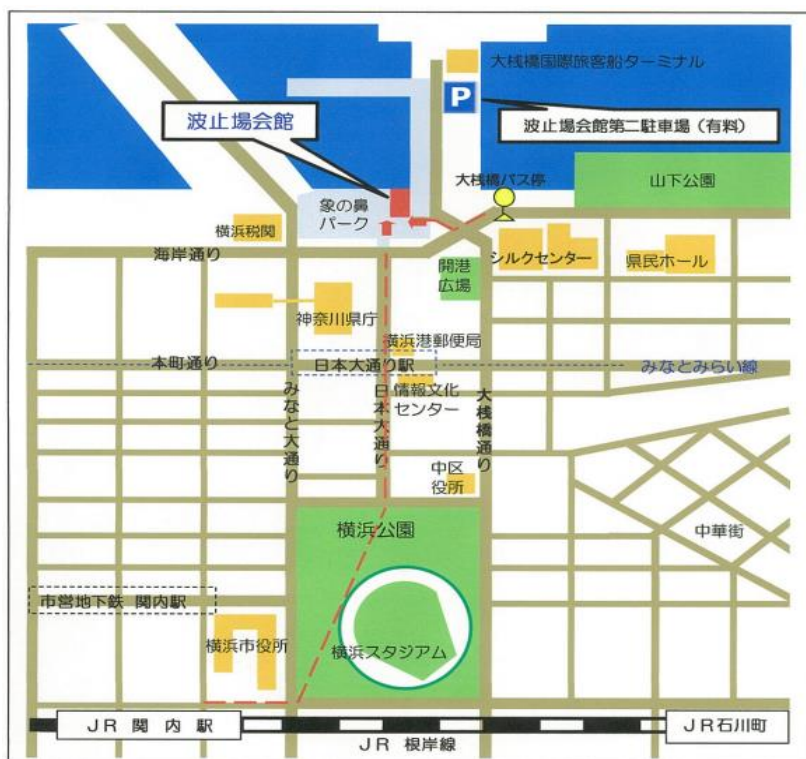 大桟橋国際旅客船ターミナル
P
波止場会館
波止場会館第二駐車場（有料）
大桟橋バス停
山下公園
象の鼻
パーク
横浜税関
海岸通り
シルクセンター
県民ホール
開港
広場
神奈川県庁
横浜港郵便局
本町通り
日本大通り駅
みなとみらい線
情報文化
センター
みなと大通り
日本大通り
大桟橋通り
中区
役所
横浜公園
中華街
市営地下鉄 関内駅
横浜市役所
横浜スタジアム
JR 関 内 駅
JR石川町
JR 根岸線